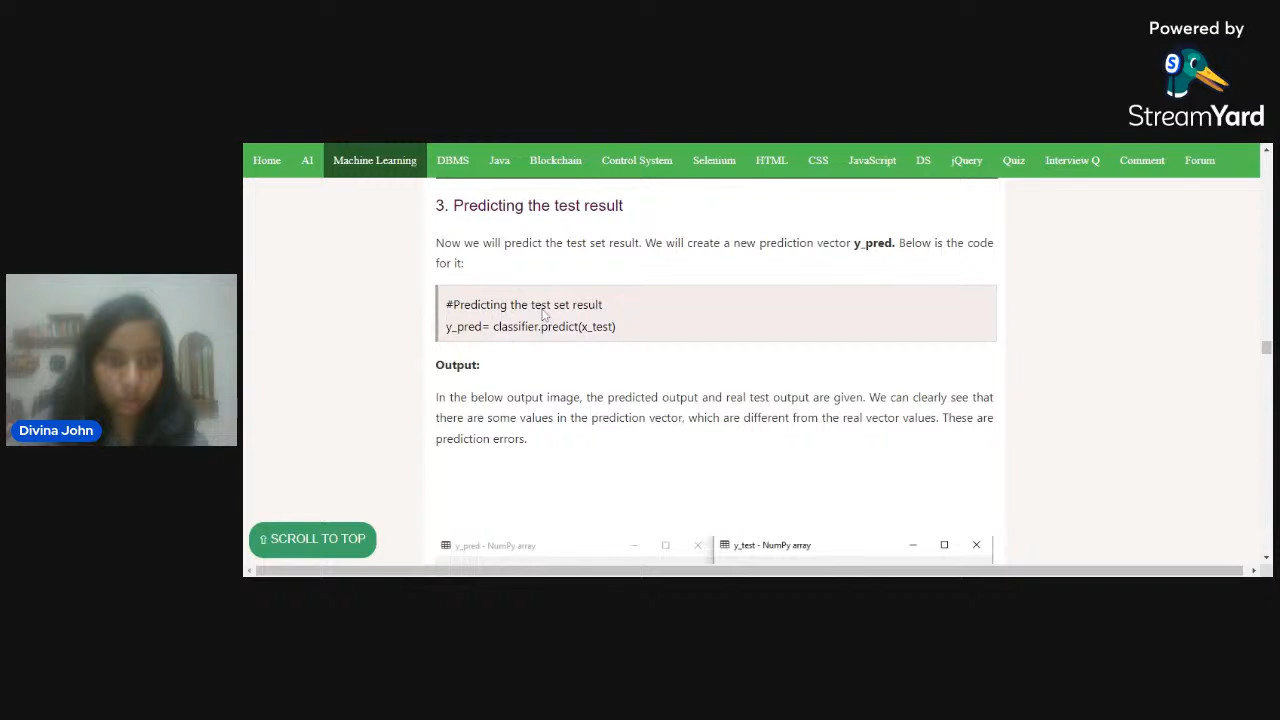 Powered by
S
StreamYard
Home AI Machine Learning DBMS Java Blockchain Control System Selenium HTML CSS JavaScript DS jQuery Quiz Interview Q Comment Forum
3. Predicting the test result
Now we will predict the test set result. We will create a new prediction vector y_pred. Below is the code
for it:
#Predicting the test set result
y_pred= classifier.predict(x_test)
Output:
In the below output image, the predicted output and real test output are given. We can clearly see that
there are some values in the prediction vector, which are different from the real vector values. These are
prediction errors.
Divina John
⇧ SCROLL TO TOP
y_pred - NumPy array
y_test - NumPy array